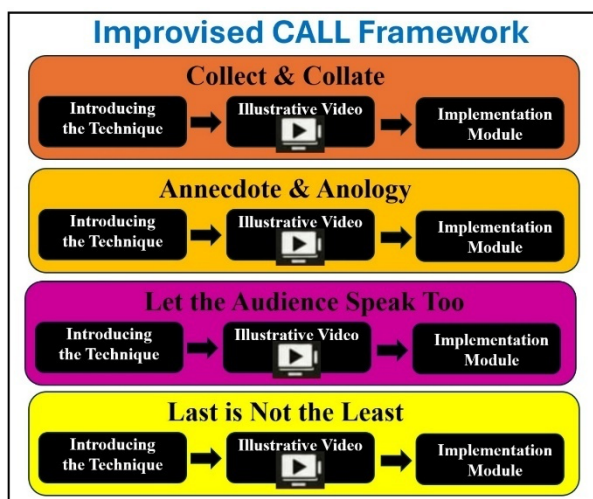 Improvised CALL Framework
Collect & Collate
Introducing
the Technique
Illustrative Video
Implementation
Module
Annecdote & Anology
Introducing
the Technique
Illustrative Video
Implementation
Module
Let the Audience Speak Too
Introducing
the Technique
Illustrative Video
Implementation
Module
Last is Not the Least
Introducing
the Technique
Illustrative Video
Implementation
Module